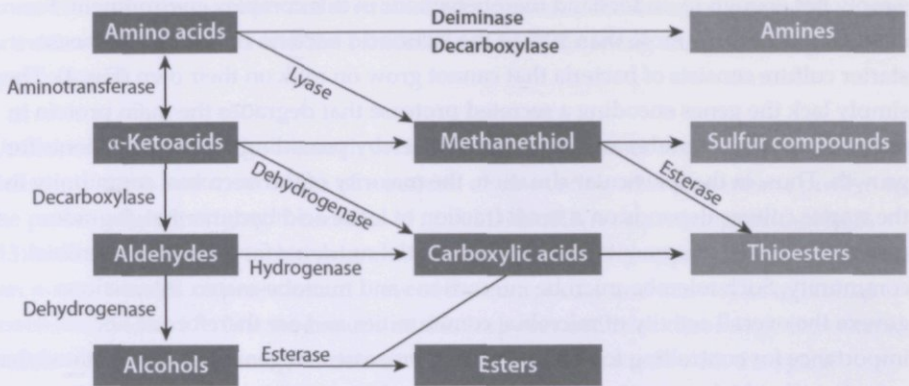 Deiminase
Amino acids
Amines
Decarboxylase
Aminotransferase
Lyase
α-Ketoacids
Methanethiol
Sulfur compounds
Decarboxylase
Dehydrogenase
Esterase
Aldehydes
Carboxylic acids
Thioesters
Hydrogenase
Dehydrogenase
Esterase
Alcohols
Esters